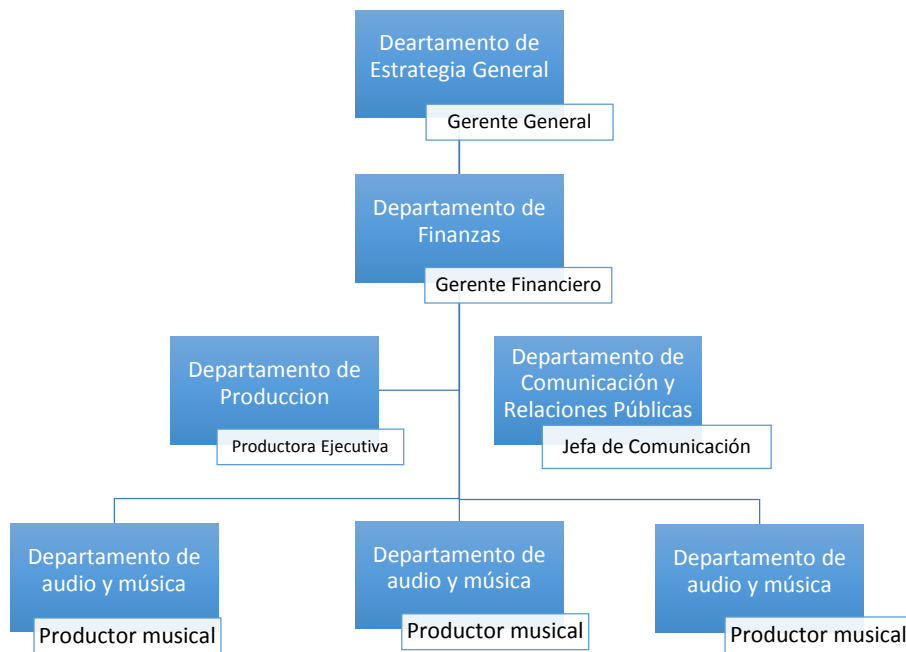 Deartamento de
Estrategia General
Gerente General
Departamento de
Finanzas
Gerente Financiero
Departamento de
Produccion
Productora Ejecutiva
Departamento de
Comunicación y
Relaciones Públicas
Jefa de Comunicación
Departamento de
audio y música
Productor musical
Departamento de
audio y música
Productor musical
Departamento de
audio y música
Productor musical